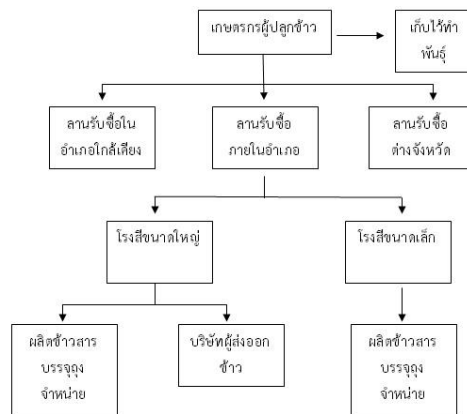 เกษตรกรผู้ปลูกข้าว
เก็บไว้ทำ
พันธุ์
ลานรับซื้อใน
อำเภอใกล้เคียง
ลานรับซื้อ
ภายในอำเภอ
ลานรับซื้อ
ต่างจังหวัด
โรงสีขนาดใหญ่
โรงสีขนาดเล็ก
ผลิตข้าวสาร
บรรจุถุง
จำหน่าย
บริษัทผู้ส่งออก
ข้าว
ผลิตข้าวสาร
บรรจุถุง
จำหน่าย